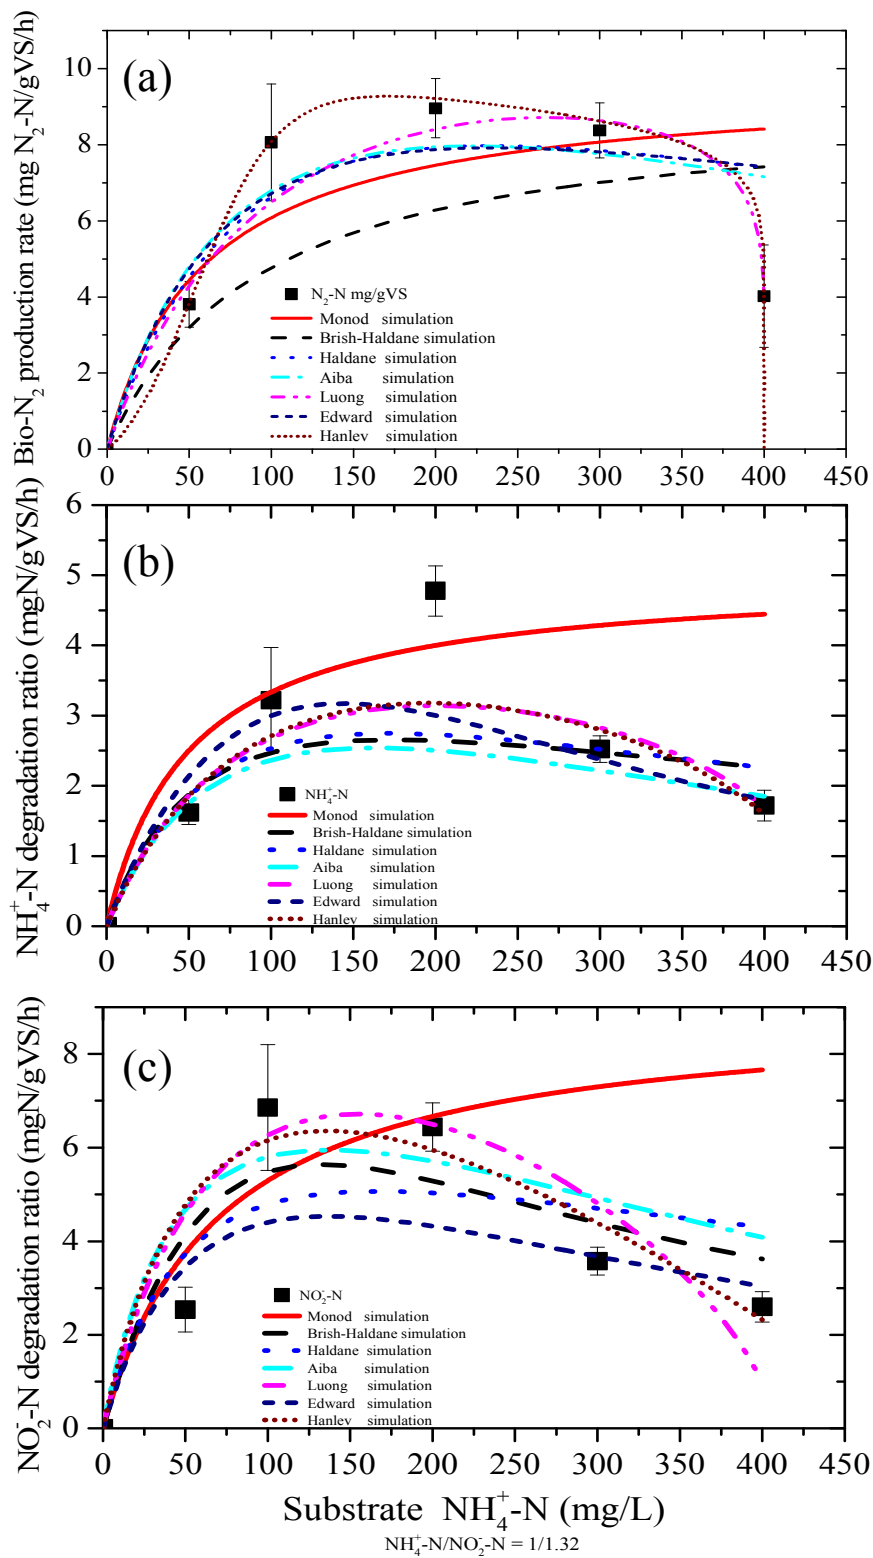 (a)
Bio-N2 production rate (mg N2-N/gVS/h)
10
8
6
4
2
0
N2-N mg/gVS
Monod simulation
Brish-Haldane simulation
Haldane simulation
Aiba simulation
Luong simulation
Edward simulation
Hanlev simulation
0 50 100 150 200 250 300 350 400 450
(b)
NH4+-N degradation ratio (mgN/gVS/h)
6
5
4
3
2
1
0
NH4+-N
Monod simulation
Brish-Haldane simulation
Haldane simulation
Aiba simulation
Luong simulation
Edward simulation
Hanlev simulation
0 50 100 150 200 250 300 350 400 450
(c)
NO2--N degradation ratio (mgN/gVS/h)
8
6
4
2
0
NO2--N
Monod simulation
Brish-Haldane simulation
Haldane simulation
Aiba simulation
Luong simulation
Edward simulation
Hanlev simulation
0 50 100 150 200 250 300 350 400 450
Substrate NH4+-N (mg/L)
NH4+-N/NO2--N = 1/1.32